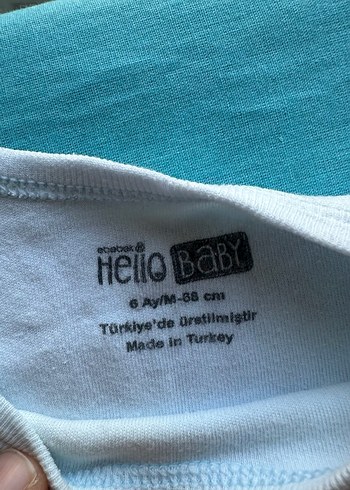 ebebek
Hello BaBY
6 Ay/M-68 cm
Türkiye'de üretilmiştir
Made in Turkey